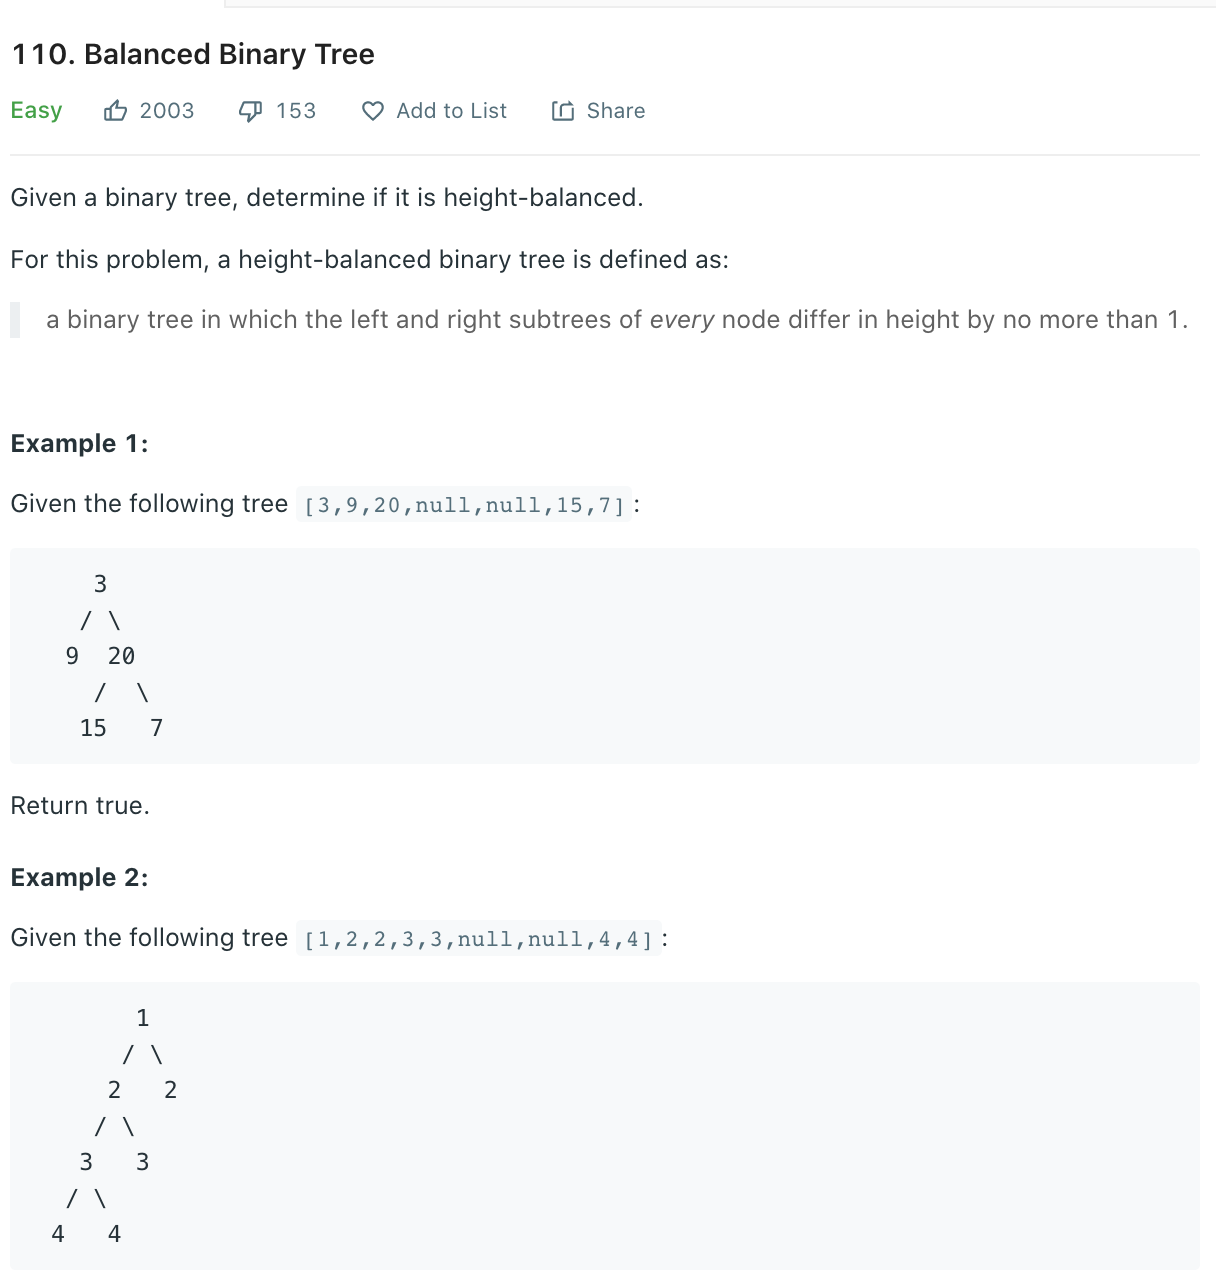 110. Balanced Binary Tree
Easy 2003 153 Add to List Share
Given a binary tree, determine if it is height-balanced.
For this problem, a height-balanced binary tree is defined as:
a binary tree in which the left and right subtrees of every node differ in height by no more than 1.
Example 1:
Given the following tree [3,9,20,null,null,15,7]:
3
/ \
9 20
/ \
15 7
Return true.
Example 2:
Given the following tree [1,2,2,3,3,null,null,4,4]:
1
/ \
2 2
/ \
3 3
/ \
4 4